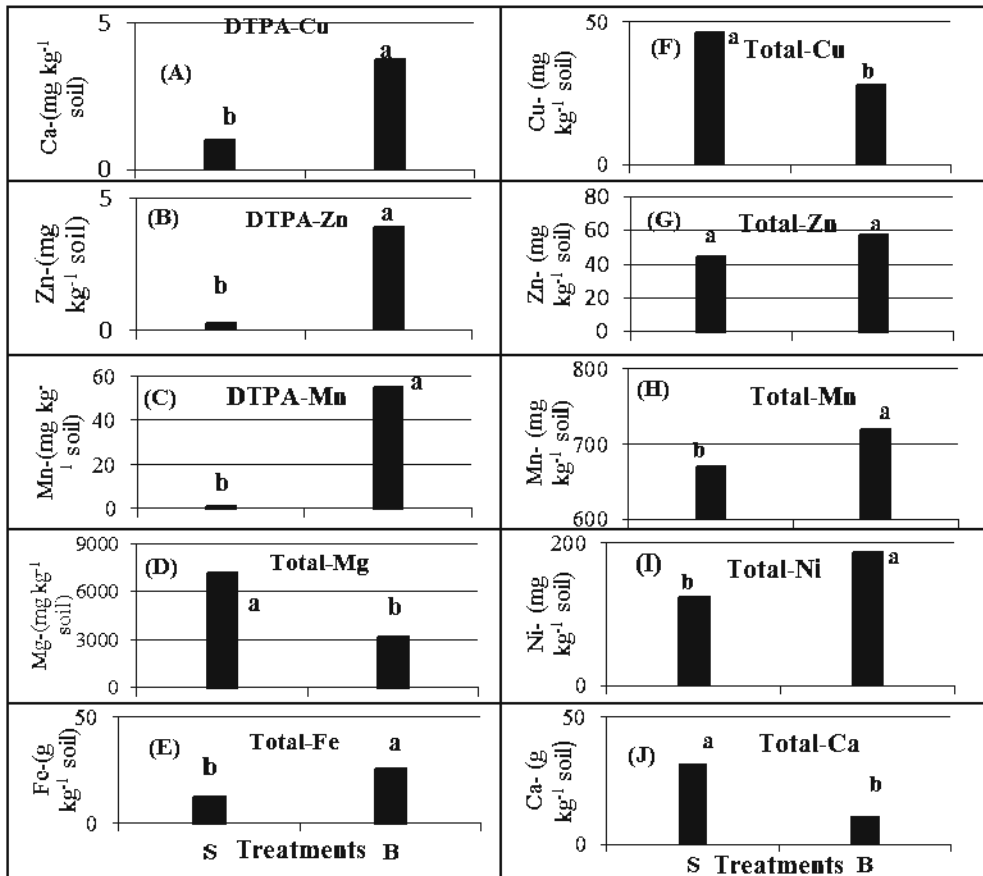 5
DTPA-Cu
(A)
a
b
0
Ca-(mg kg-1
soil)
50
(F)
a Total-Cu
b
0
Cu- (mg
kg-1 soil)
5
(B)
DTPA-Zn
a
b
0
Zn-(mg
kg-1 soil)
80
(G)
Total-Zn
60
a
a
40
20
0
Zn- (mg
kg-1 soil)
60
(C)
DTPA-Mn
a
40
20
b
0
Mn-(mg kg-
1 soil)
800
(H)
Total-Mn
a
700
b
600
Mn- (mg
kg-1 soil)
9000
(D)
Total-Mg
6000
a
b
3000
0
Mg-(mg kg-1
soil)
200
(I)
Total-Ni
a
b
0
Ni- (mg
kg-1 soil)
50
(E)
Total-Fe
a
b
0
Fe-(g
kg-1 soil)
S Treatments B
50
a
Total-Ca
(J)
b
0
Ca- (g
kg-1 soil)
S Treatments B